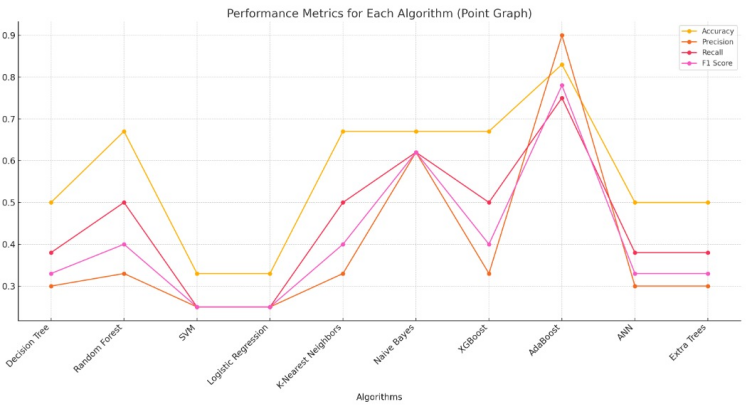 Performance Metrics for Each Algorithm (Point Graph)
Accuracy
Precision
Recall
F1 Score
0.9
0.8
0.7
0.6
0.5
0.4
0.3
Decision Tree
Random Forest
SVM
Logistic Regression
K-Nearest Neighbors
Naive Bayes
XGBoost
AdaBoost
ANN
Extra Trees
Algorithms